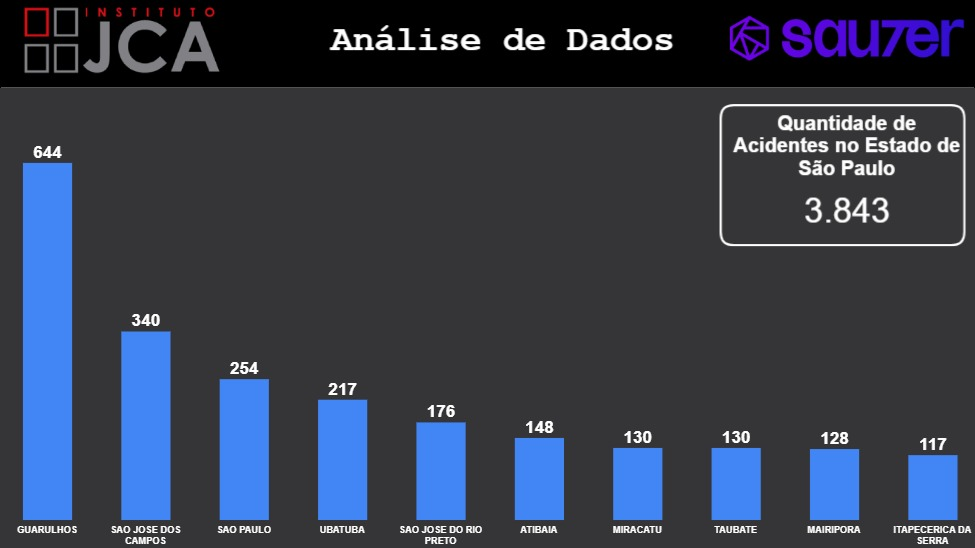 INSTITUTO
JCA
Análise de Dados
sau7er
Quantidade de
Acidentes no Estado de
São Paulo
3.843
644
340
254
217
176
148
130
130
128
117
GUARULHOS
SAO JOSE DOS
CAMPOS
SAO PAULO
UBATUBA
SAO JOSE DO RIO
PRETO
ATIBAIA
MIRACATU
TAUBATE
MAIRIPORA
ITAPECERICA DA
SERRA